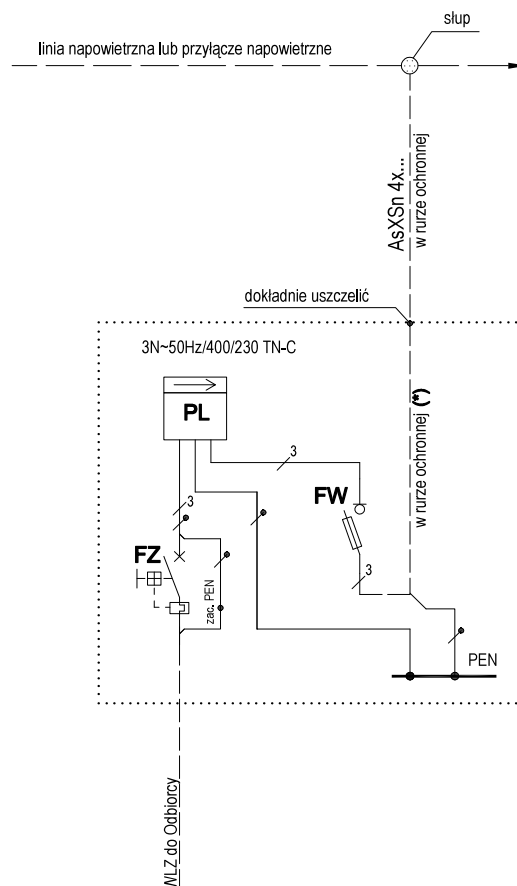 słup
linia napowietrzna lub przyłącze napowietrzne
AsXSn 4x...
w rurze ochronnej
dokładnie uszczelić
3N~50Hz/400/230 TN-C
PL
w rurze ochronnej (*)
3
FW
3
3
FZ
zac. PEN
PEN
WLZ do Odbiorcy